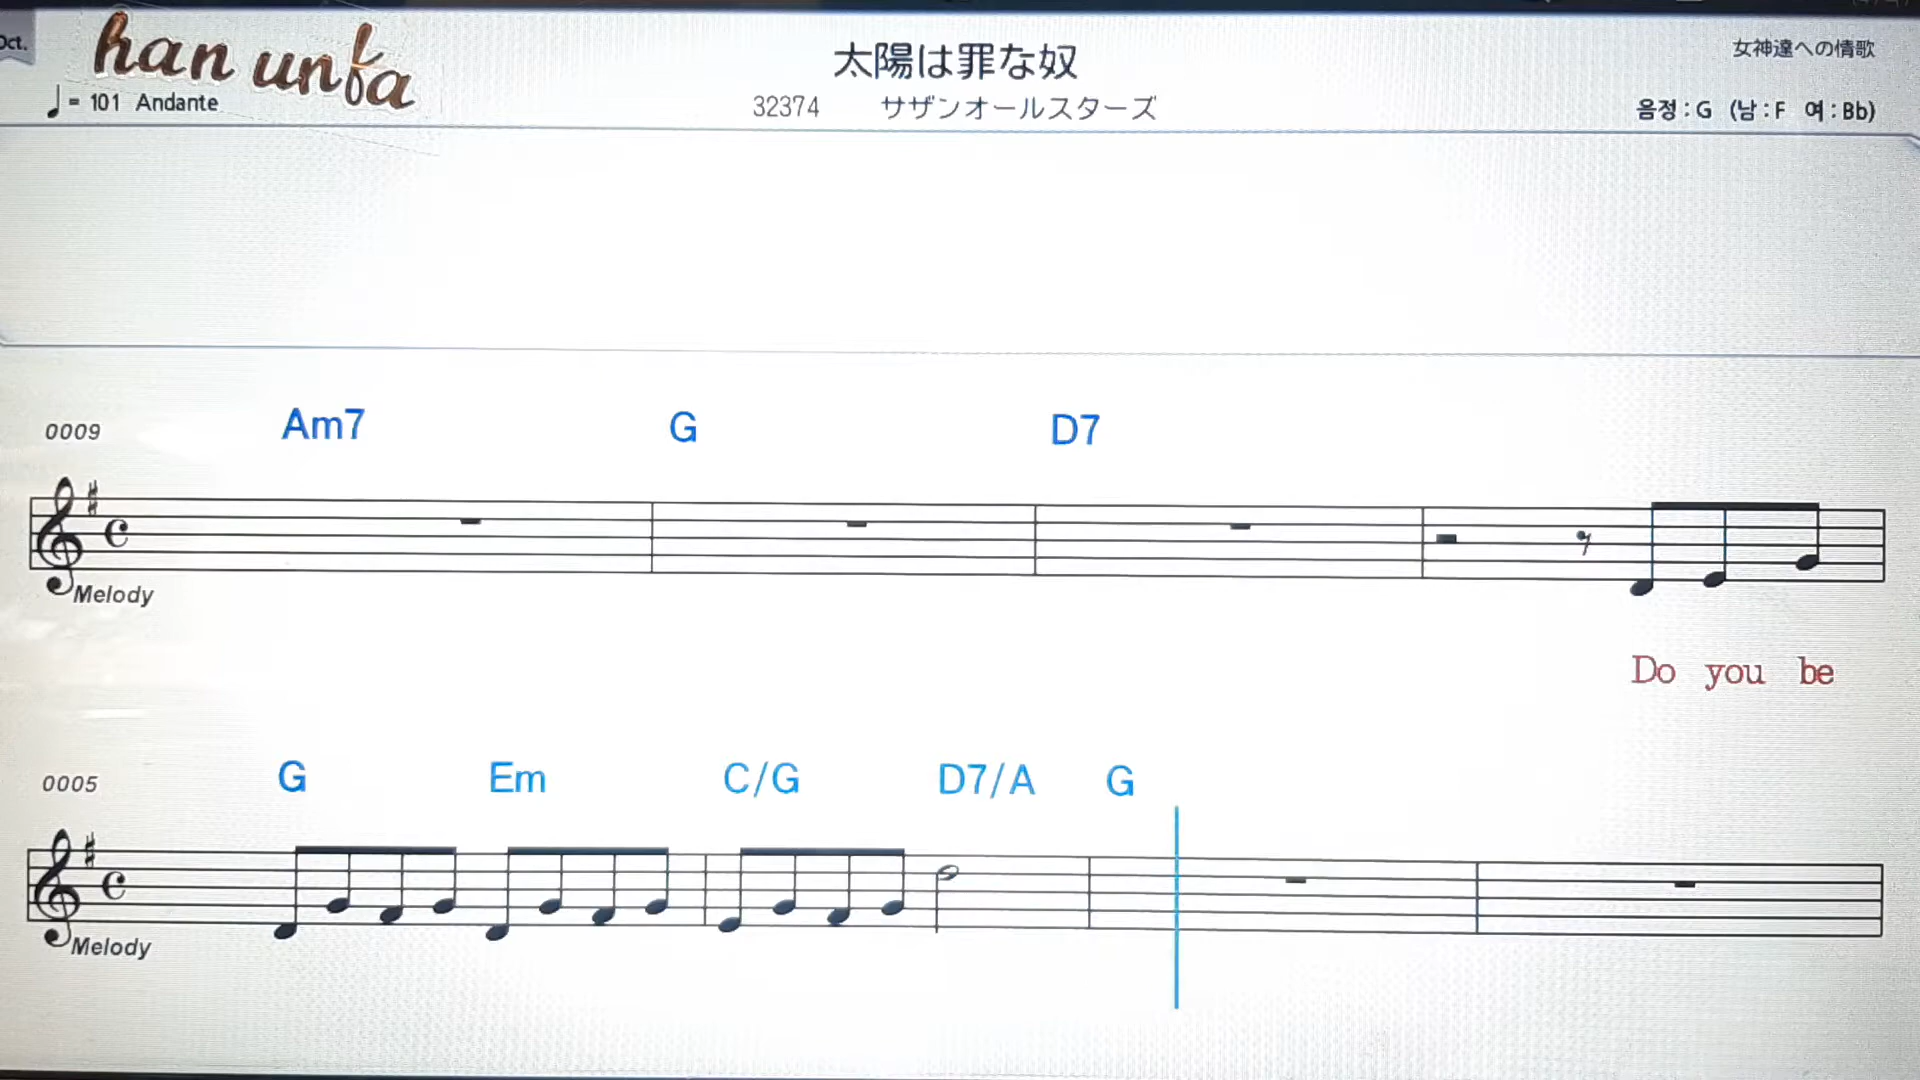 Oct.
han unba
♩= 101 Andante
太陽は罪な奴
32374 サザンオールスターズ
女神達への情歌
음정 : G (남 : F 여 : Bb)
0009 Am7 G D7
Melody
Do you be
0005 G Em C/G D7/A G
Melody